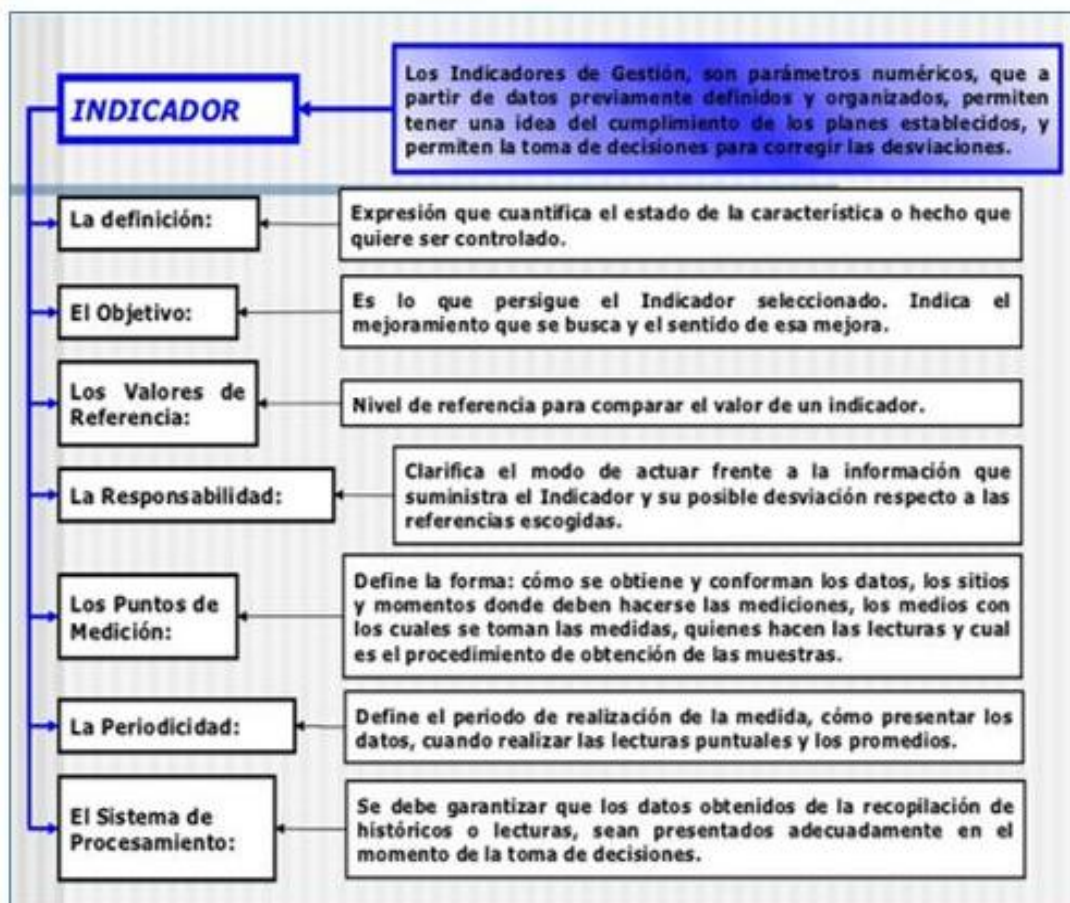 INDICADOR
Los Indicadores de Gestión, son parámetros numéricos, que a
partir de datos previamente definidos y organizados, permiten
tener una idea del cumplimiento de los planes establecidos, y
permiten la toma de decisiones para corregir las desviaciones.
La definición:
Expresión que cuantifica el estado de la característica o hecho que
quiere ser controlado.
El Objetivo:
Es lo que persigue el Indicador seleccionado. Indica el
mejoramiento que se busca y el sentido de esa mejora.
Los Valores de
Referencia:
Nivel de referencia para comparar el valor de un indicador.
La Responsabilidad:
Clarifica el modo de actuar frente a la información que
suministra el Indicador y su posible desviación respecto a las
referencias escogidas.
Los Puntos de
Medición:
Define la forma: cómo se obtiene y conforman los datos, los sitios
y momentos donde deben hacerse las mediciones, los medios con
los cuales se toman las medidas, quienes hacen las lecturas y cual
es el procedimiento de obtención de las muestras.
La Periodicidad:
Define el periodo de realización de la medida, cómo presentar los
datos, cuando realizar las lecturas puntuales y los promedios.
El Sistema de
Procesamiento:
Se debe garantizar que los datos obtenidos de la recopilación de
históricos o lecturas, sean presentados adecuadamente en el
momento de la toma de decisiones.